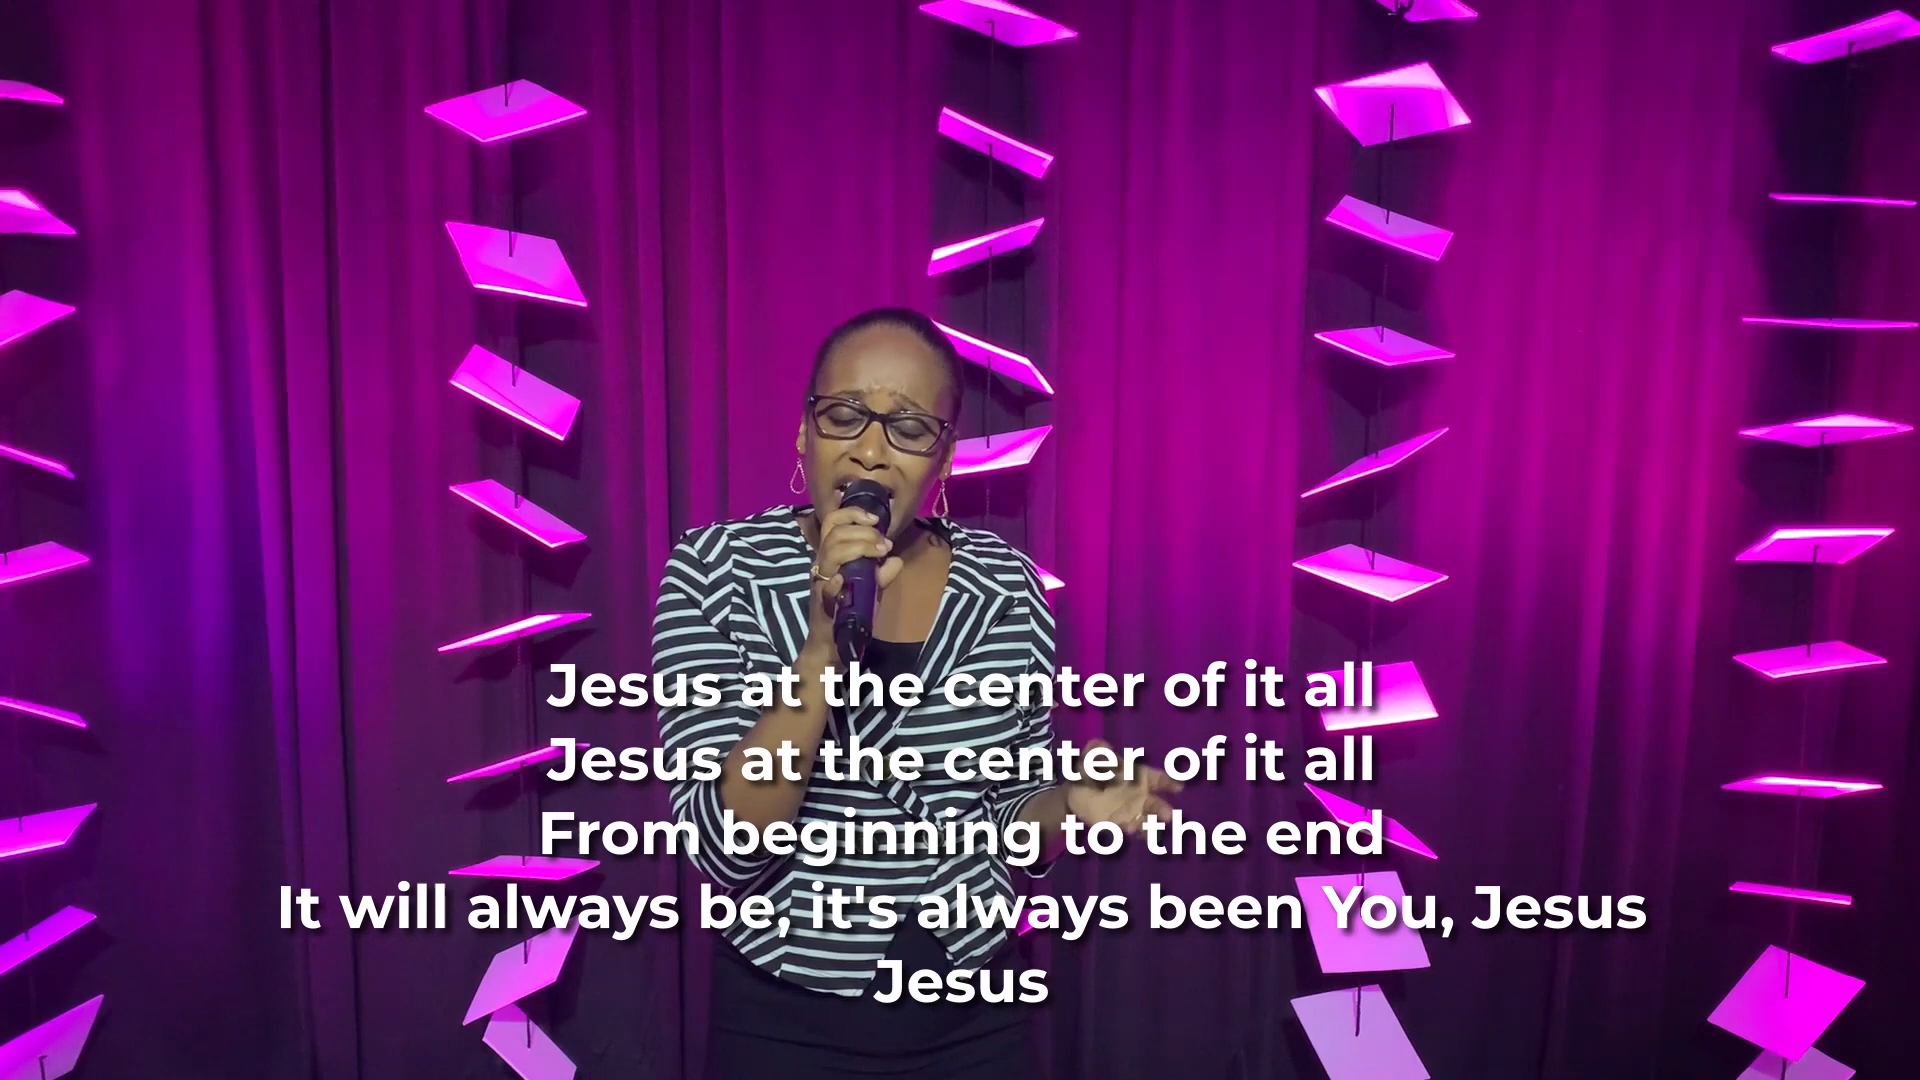 Jesus at the center of it all
Jesus at the center of it all
From beginning to the end
It will always be, it's always been You, Jesus
Jesus